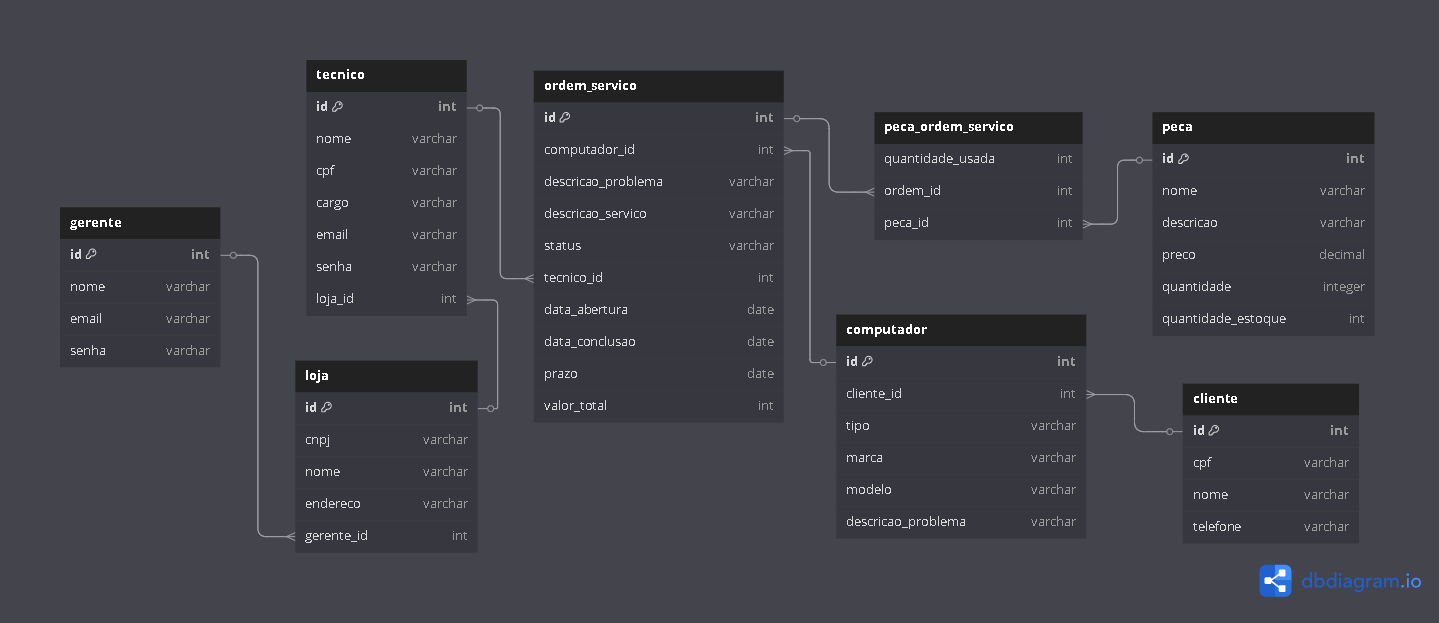 tecnico
id int
nome varchar
cpf varchar
cargo varchar
email varchar
senha varchar
loja_id int
ordem_servico
id int
computador_id int
descricao_problema varchar
descricao_servico varchar
status varchar
tecnico_id int
data_abertura date
data_conclusao date
prazo date
valor_total int
peca_ordem_servico
quantidade_usada int
ordem_id int
peca_id int
peca
id int
nome varchar
descricao varchar
preco decimal
quantidade integer
quantidade_estoque int
gerente
id int
nome varchar
email varchar
senha varchar
loja
id int
cnpj varchar
nome varchar
endereco varchar
gerente_id int
computador
id int
cliente_id int
tipo varchar
marca varchar
modelo varchar
descricao_problema varchar
cliente
id int
cpf varchar
nome varchar
telefone varchar
dbdiagram.io